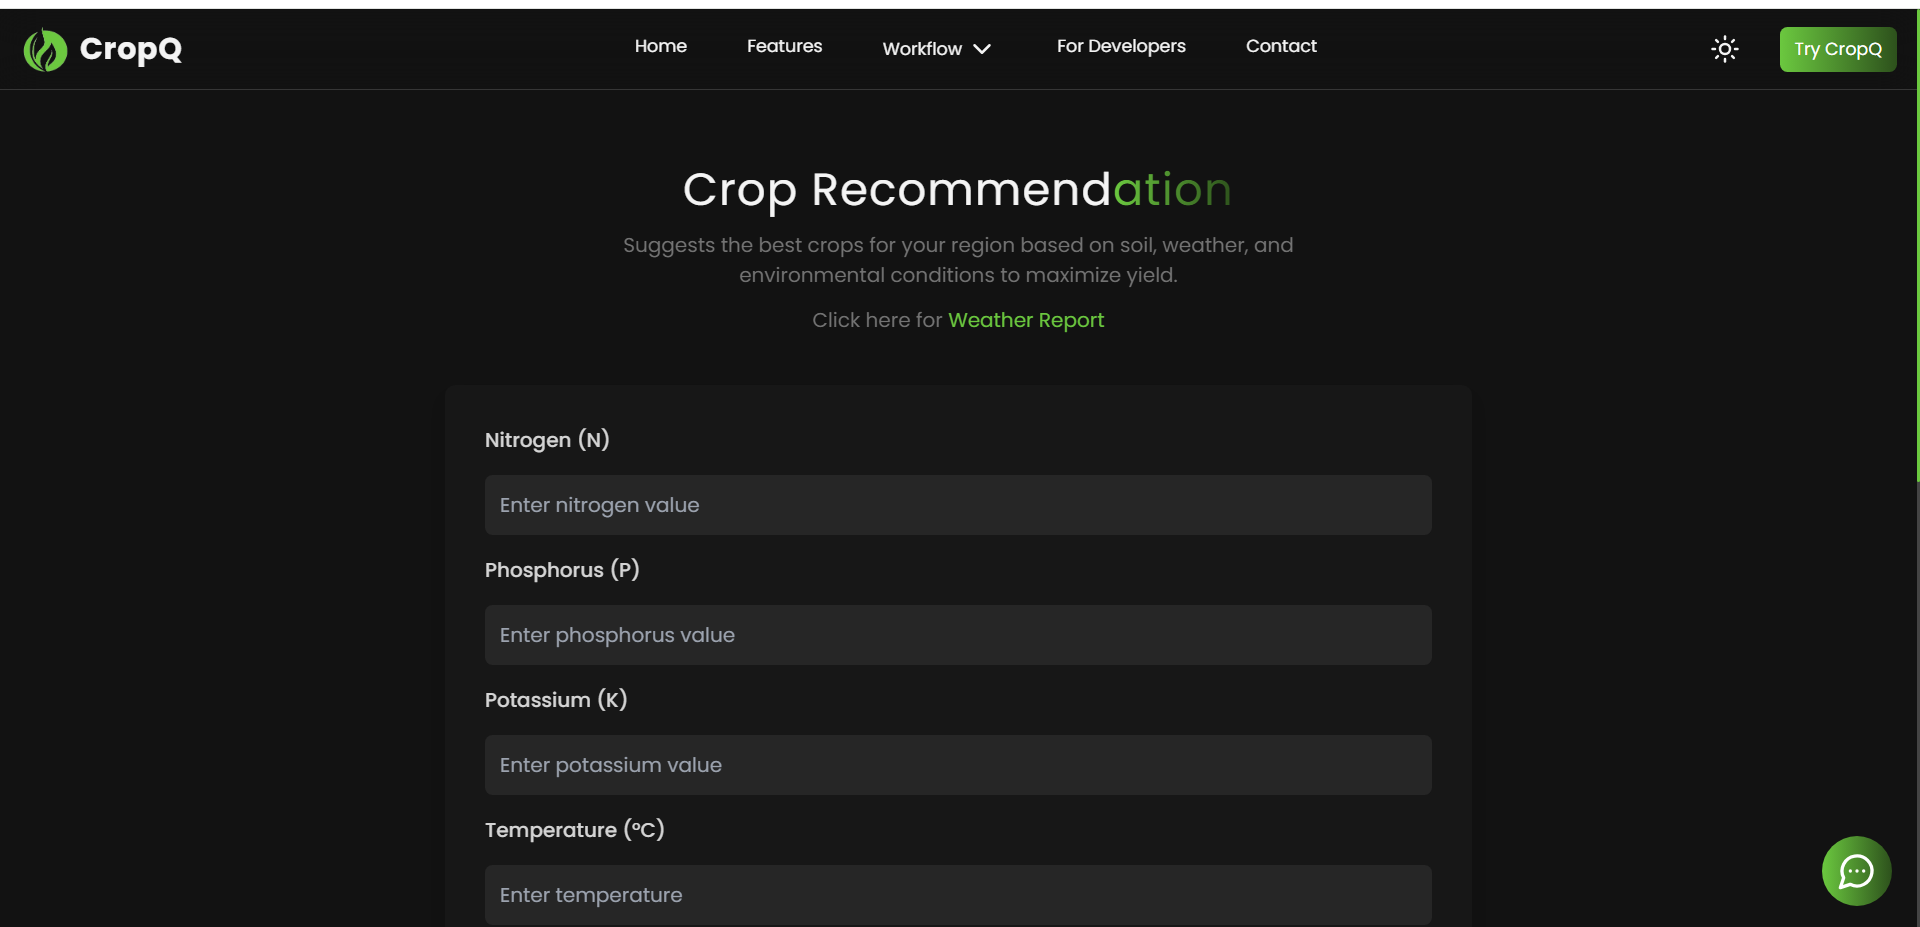 CropQ
Home
Features
Workflow
For Developers
Contact
Try CropQ
Crop Recommendation
Suggests the best crops for your region based on soil, weather, and
environmental conditions to maximize yield.
Click here for Weather Report
Nitrogen (N)
Enter nitrogen value
Phosphorus (P)
Enter phosphorus value
Potassium (K)
Enter potassium value
Temperature (°C)
Enter temperature